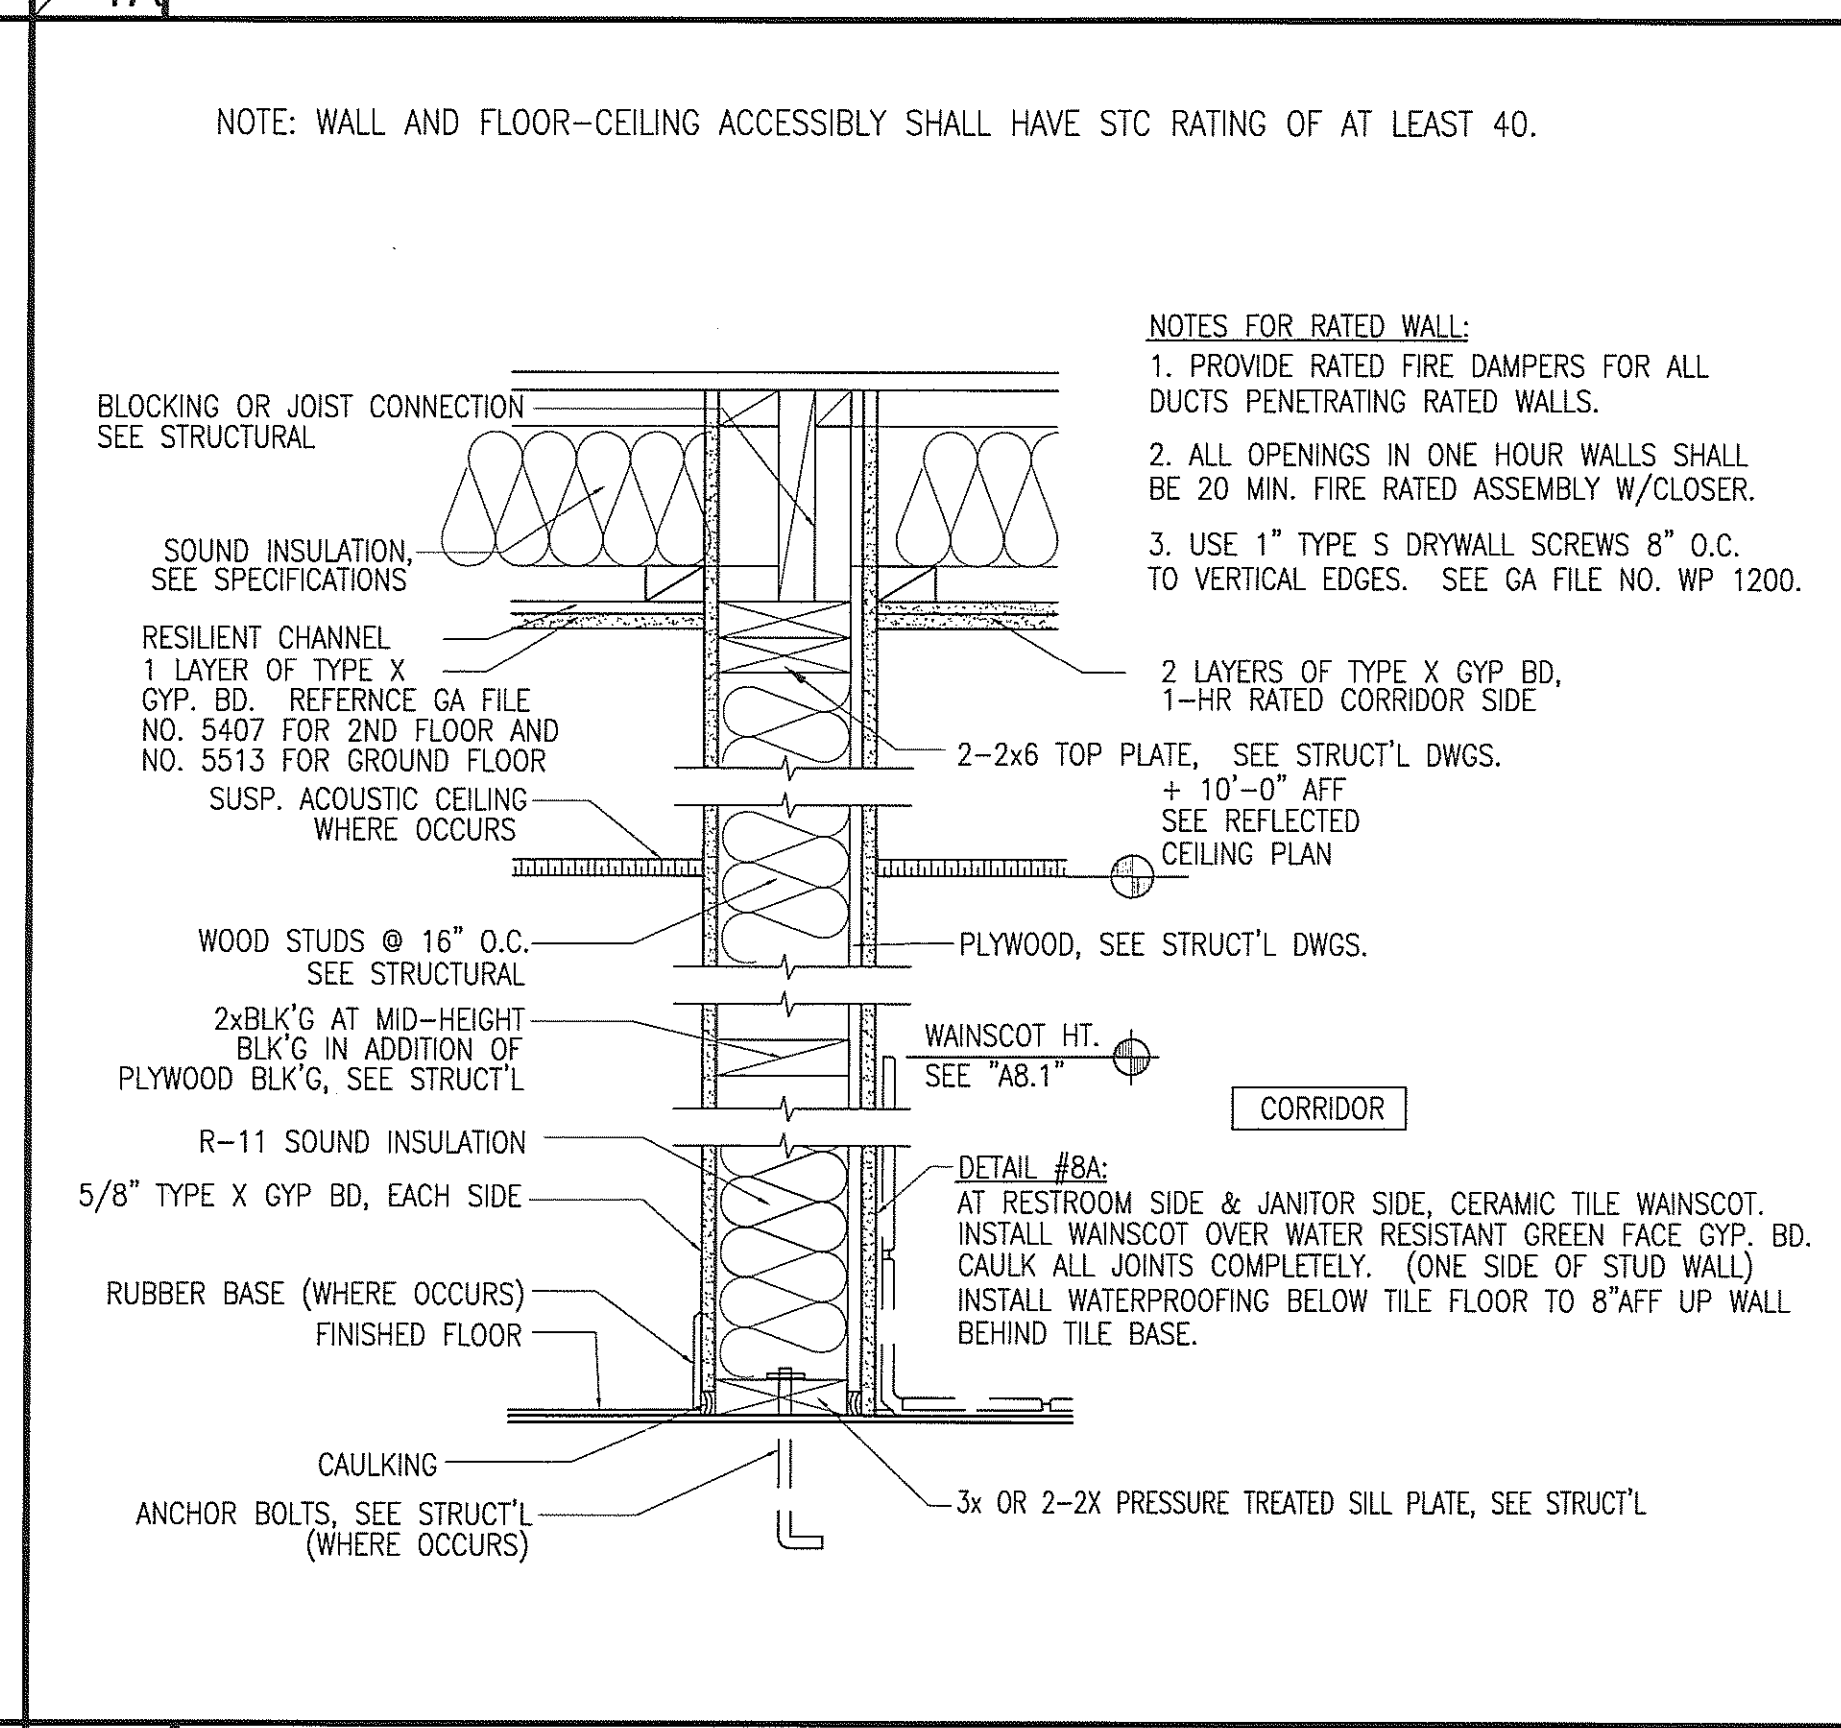 NOTE: WALL AND FLOOR-CEILING ACCESSIBLY SHALL HAVE STC RATING OF AT LEAST 40.
NOTES FOR RATED WALL:
1. PROVIDE RATED FIRE DAMPERS FOR ALL
DUCTS PENETRATING RATED WALLS.
2. ALL OPENINGS IN ONE HOUR WALLS SHALL
BE 20 MIN. FIRE RATED ASSEMBLY W/CLOSER.
3. USE 1" TYPE S DRYWALL SCREWS 8" O.C.
TO VERTICAL EDGES. SEE GA FILE NO. WP 1200.
BLOCKING OR JOIST CONNECTION
SEE STRUCTURAL
SOUND INSULATION,
SEE SPECIFICATIONS
RESILIENT CHANNEL
1 LAYER OF TYPE X
GYP. BD. REFERNCE GA FILE
NO. 5407 FOR 2ND FLOOR AND
NO. 5513 FOR GROUND FLOOR
2 LAYERS OF TYPE X GYP BD,
1-HR RATED CORRIDOR SIDE
2-2x6 TOP PLATE, SEE STRUCT'L DWGS.
+ 10'-0" AFF
SEE REFLECTED
CEILING PLAN
SUSP. ACOUSTIC CEILING
WHERE OCCURS
WOOD STUDS @ 16" O.C.
SEE STRUCTURAL
PLYWOOD, SEE STRUCT'L DWGS.
2xBLK'G AT MID-HEIGHT
BLK'G IN ADDITION OF
PLYWOOD BLK'G, SEE STRUCT'L
WAINSCOT HT.
SEE "A8.1"
CORRIDOR
R-11 SOUND INSULATION
5/8" TYPE X GYP BD, EACH SIDE
DETAIL #8A:
AT RESTROOM SIDE & JANITOR SIDE, CERAMIC TILE WAINSCOT.
INSTALL WAINSCOT OVER WATER RESISTANT GREEN FACE GYP. BD.
CAULK ALL JOINTS COMPLETELY. (ONE SIDE OF STUD WALL)
INSTALL WATERPROOFING BELOW TILE FLOOR TO 8"AFF UP WALL
BEHIND TILE BASE.
RUBBER BASE (WHERE OCCURS)
FINISHED FLOOR
CAULKING
ANCHOR BOLTS, SEE STRUCT'L
(WHERE OCCURS)
3x OR 2-2X PRESSURE TREATED SILL PLATE, SEE STRUCT'L